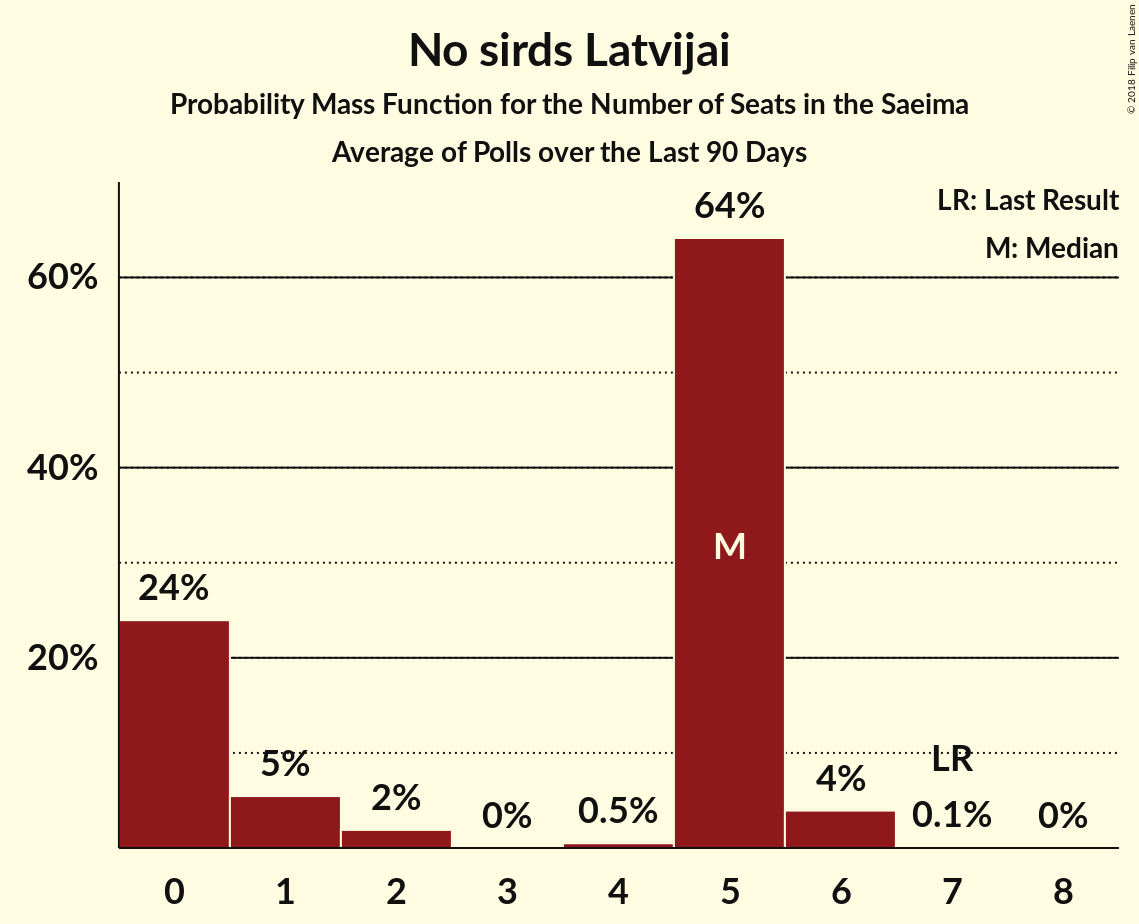 No sirds Latvijai
Probability Mass Function for the Number of Seats in the Saeima
Average of Polls over the Last 90 Days
© 2018 Filip van Laenen
LR: Last Result
M: Median
64%
60%
40%
M
24%
20%
5%
2%
0%
0.5%
4%
LR
0.1%
0%
0 1 2 3 4 5 6 7 8